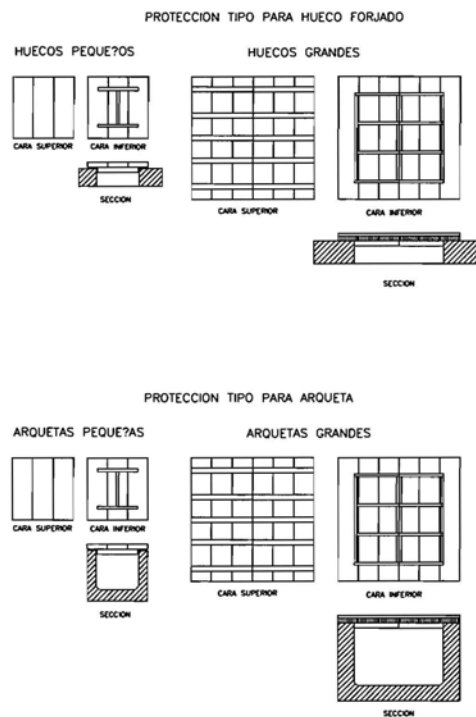 PROTECCION TIPO PARA HUECO FORJADO
HUECOS PEQUE?OS
HUECOS GRANDES
CARA SUPERIOR
CARA INFERIOR
SECCION
CARA SUPERIOR
CARA INFERIOR
SECCION
PROTECCION TIPO PARA ARQUETA
ARQUETAS PEQUE?AS
ARQUETAS GRANDES
CARA SUPERIOR
CARA INFERIOR
SECCION
CARA SUPERIOR
CARA INFERIOR
SECCION